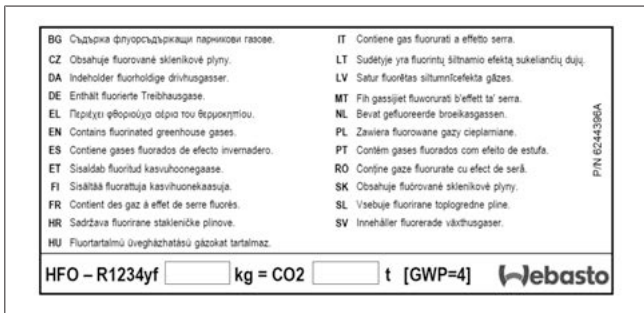 BG Съдържа флуорсъдържащи парникови газове.
CZ Obsahuje fluorované skleníkové plyny.
DA Indeholder fluorholdige drivhusgasser.
DE Enthält fluorierte Treibhausgase.
EL Περιέχει φθοριούχα αέρια του θερμοκηπίου.
EN Contains fluorinated greenhouse gases.
ES Contiene gases fluorados de efecto invernadero.
ET Sisaldab fluoritud kasvuhoonegaase.
FI Sisältää fluorattuja kasvihuonekaasuja.
FR Contient des gaz à effet de serre fluorés.
HR Sadržava fluorirane stakleničke plinove.
HU Fluortartalmú üvegházhatású gázokat tartalmaz.
IT Contiene gas fluorurati a effetto serra.
LT Sudėtyje yra fluorintų šiltnamio efektą sukeliančių dujų.
LV Satur fluorētas siltumnīcefekta gāzes.
MT Fih gassijiet fluworurati b'effett ta' serra.
NL Bevat gefluoreerde broeikasgassen.
PL Zawiera fluorowane gazy cieplarniane.
PT Contém gases fluorados com efeito de estufa.
RO Conține gaze fluorurate cu efect de seră.
SK Obsahuje fluórované skleníkové plyny.
SL Vsebuje fluorirane toplogredne pline.
SV Innehåller fluorerade växthusgaser.
P/N 6244396A
HFO – R1234yf kg = CO2 t [GWP=4] Webasto